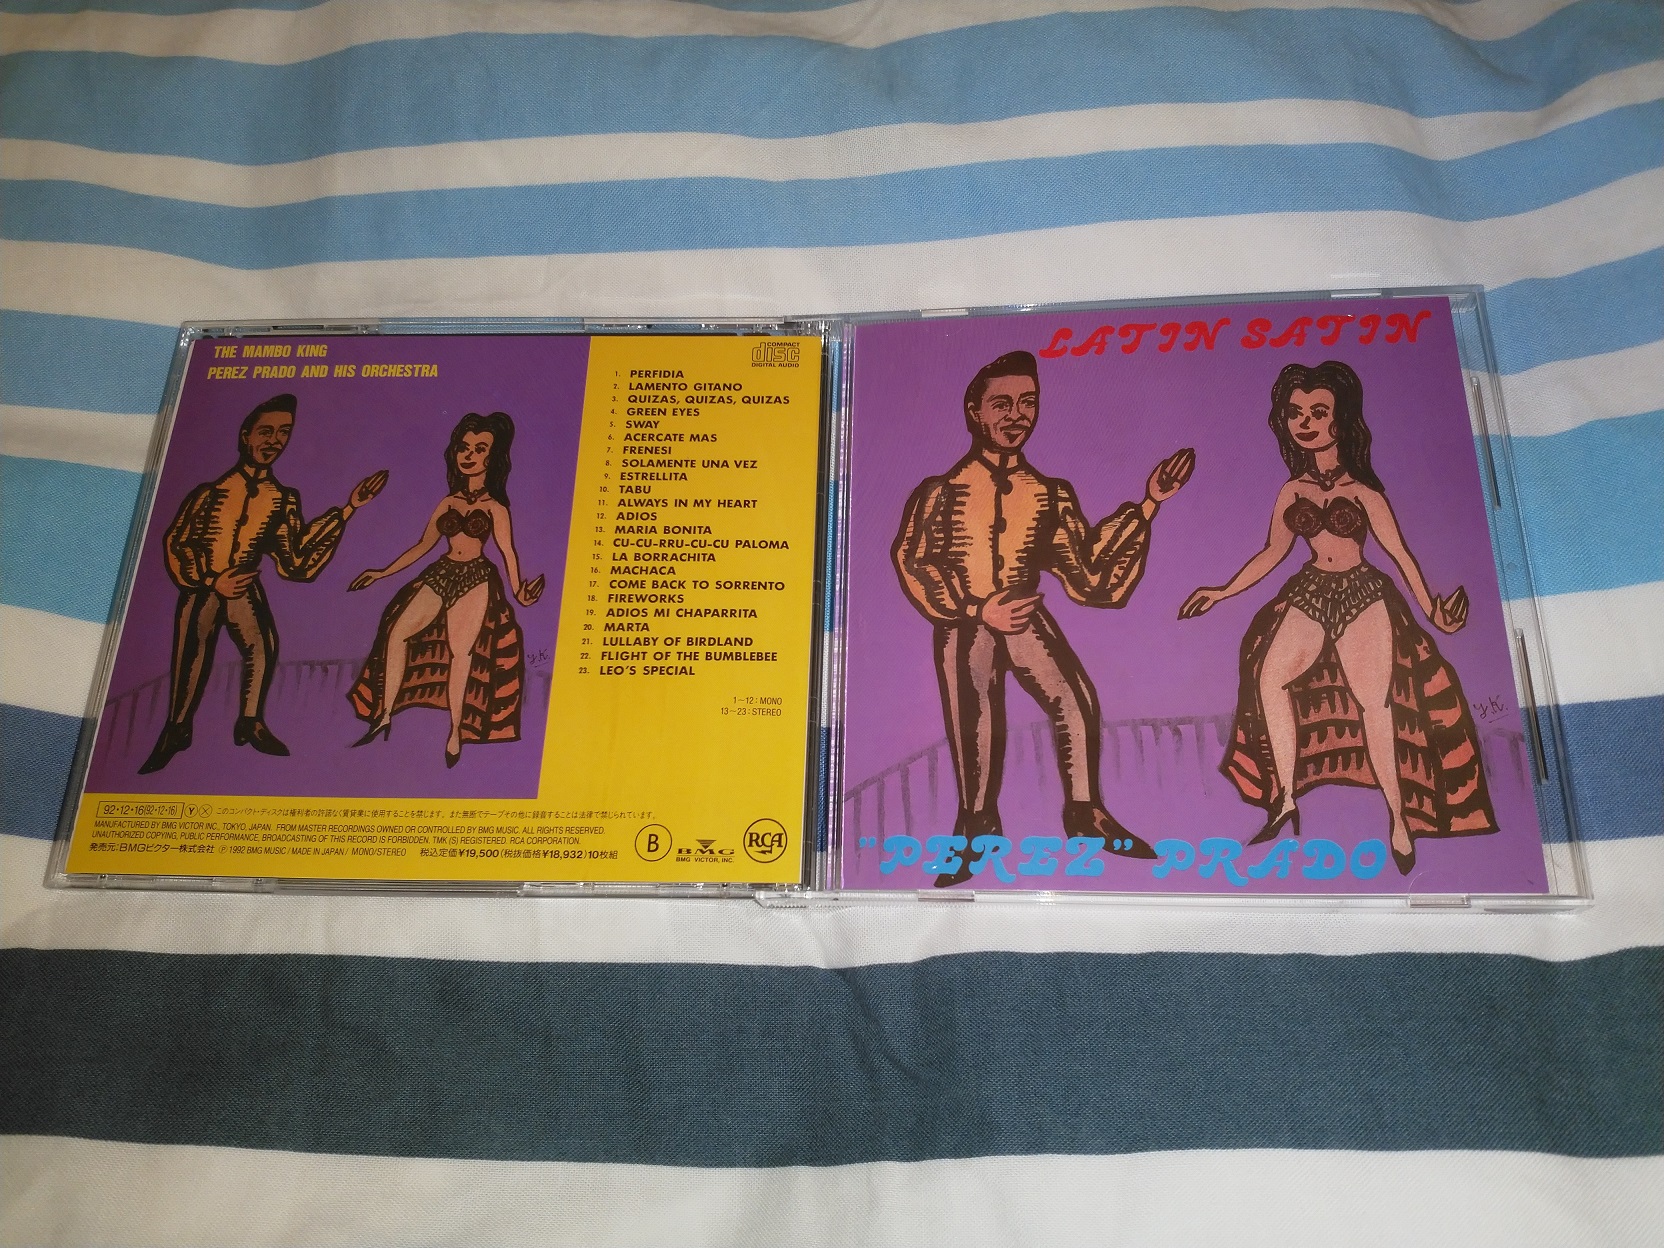 THE MAMBO KING
PEREZ PRADO AND HIS ORCHESTRA
COMPACT
disc
DIGITAL AUDIO
1. PERFIDIA
2. LAMENTO GITANO
3. QUIZAS, QUIZAS, QUIZAS
4. GREEN EYES
5. SWAY
6. ACERCATE MAS
7. FRENESI
8. SOLAMENTE UNA VEZ
9. ESTRELLITA
10. TABU
11. ALWAYS IN MY HEART
12. ADIOS
13. MARIA BONITA
14. CU-CU-RRU-CU-CU PALOMA
15. LA BORRACHITA
16. MACHACA
17. COME BACK TO SORRENTO
18. FIREWORKS
19. ADIOS MI CHAPARRITA
20. MARTA
21. LULLABY OF BIRDLAND
22. FLIGHT OF THE BUMBLEBEE
23. LEO'S SPECIAL
1〜12:MONO
13〜23:STEREO
Y.K.
92・12・16(92・12・16) Ⓨ Ⓧ このコンパクト・ディスクは権利者の許諾なく賃貸業に使用することを禁じます。また無断でテープその他に録音することは法律で禁じられています。
MANUFACTURED BY BMG VICTOR INC., TOKYO, JAPAN. FROM MASTER RECORDINGS OWNED OR CONTROLLED BY BMG MUSIC. ALL RIGHTS RESERVED.
UNAUTHORIZED COPYING, PUBLIC PERFORMANCE, BROADCASTING OF THIS RECORD IS FORBIDDEN. TMK (S) REGISTERED. RCA CORPORATION.
発売元:BMGビクター株式会社 Ⓟ 1992 BMG MUSIC / MADE IN JAPAN / MONO/STEREO 税込定価¥19,500(税抜価格¥18,932)10枚組
B
BMG
BMG VICTOR, INC.
RCA
LATIN SATIN
Y.K.
"PEREZ" PRADO